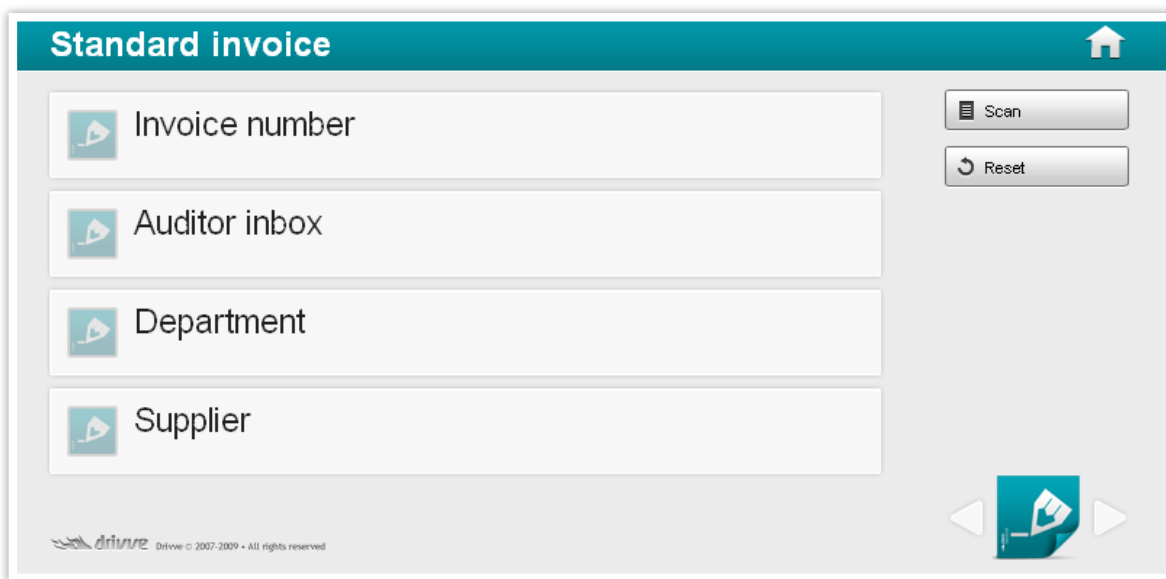 Standard invoice
Invoice number
Scan
Reset
Auditor inbox
Department
Supplier
drivve Drivve © 2007-2009 • All rights reserved